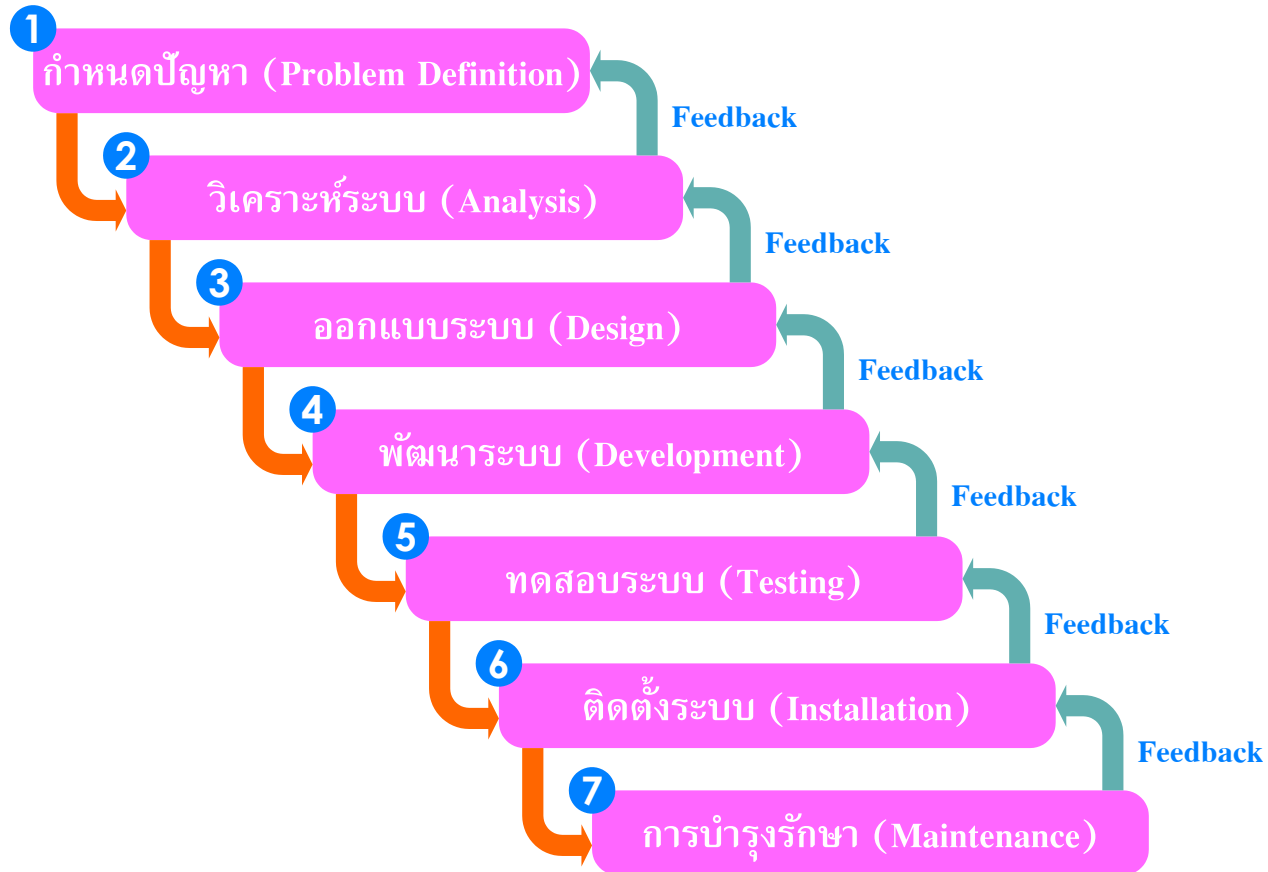 1
กำหนดปัญหา (Problem Definition)
Feedback
2
วิเคราะห์ระบบ (Analysis)
Feedback
3
ออกแบบระบบ (Design)
Feedback
4
พัฒนาระบบ (Development)
Feedback
5
ทดสอบระบบ (Testing)
Feedback
6
ติดตั้งระบบ (Installation)
Feedback
7
การบำรุงรักษา (Maintenance)